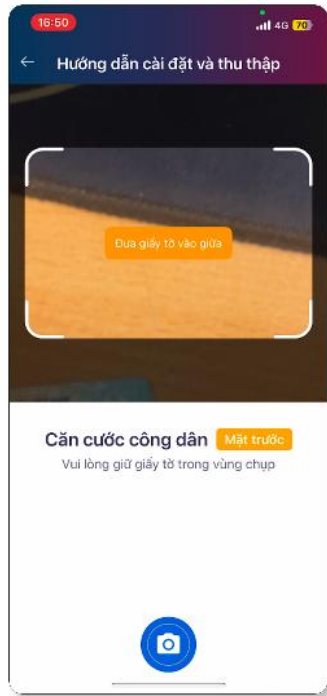 16:50
4G 70
Hướng dẫn cài đặt và thu thập
Đưa giấy tờ vào giữa
Căn cước công dân Mặt trước
Vui lòng giữ giấy tờ trong vùng chụp